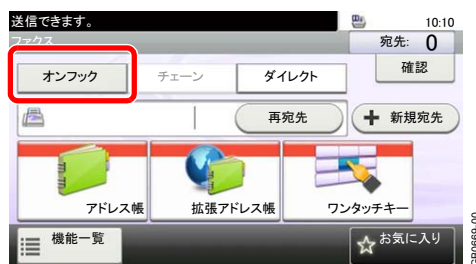 送信できます。
10:10
ファクス
宛先: 0
オンフック
チェーン
ダイレクト
確認
再宛先
新規宛先
アドレス帳
拡張アドレス帳
ワンタッチキー
機能一覧
お気に入り